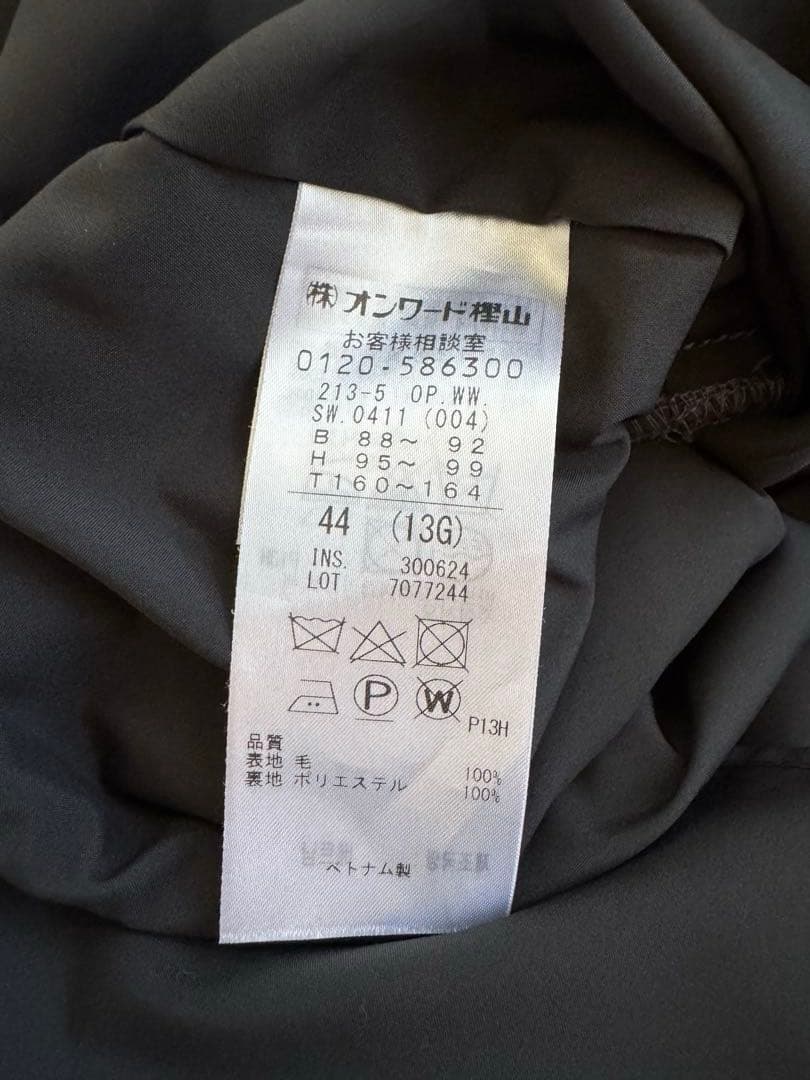 ㈱オンワード樫山
お客様相談室
0120-586300
213-5 OP.WW.
SW.0411 (004)
B 88～ 92
H 95～ 99
T160～164
44 (13G)
INS. 300624
LOT 7077244
P
W
P13H
品質
表地 毛 100%
裏地 ポリエステル 100%
ベトナム製